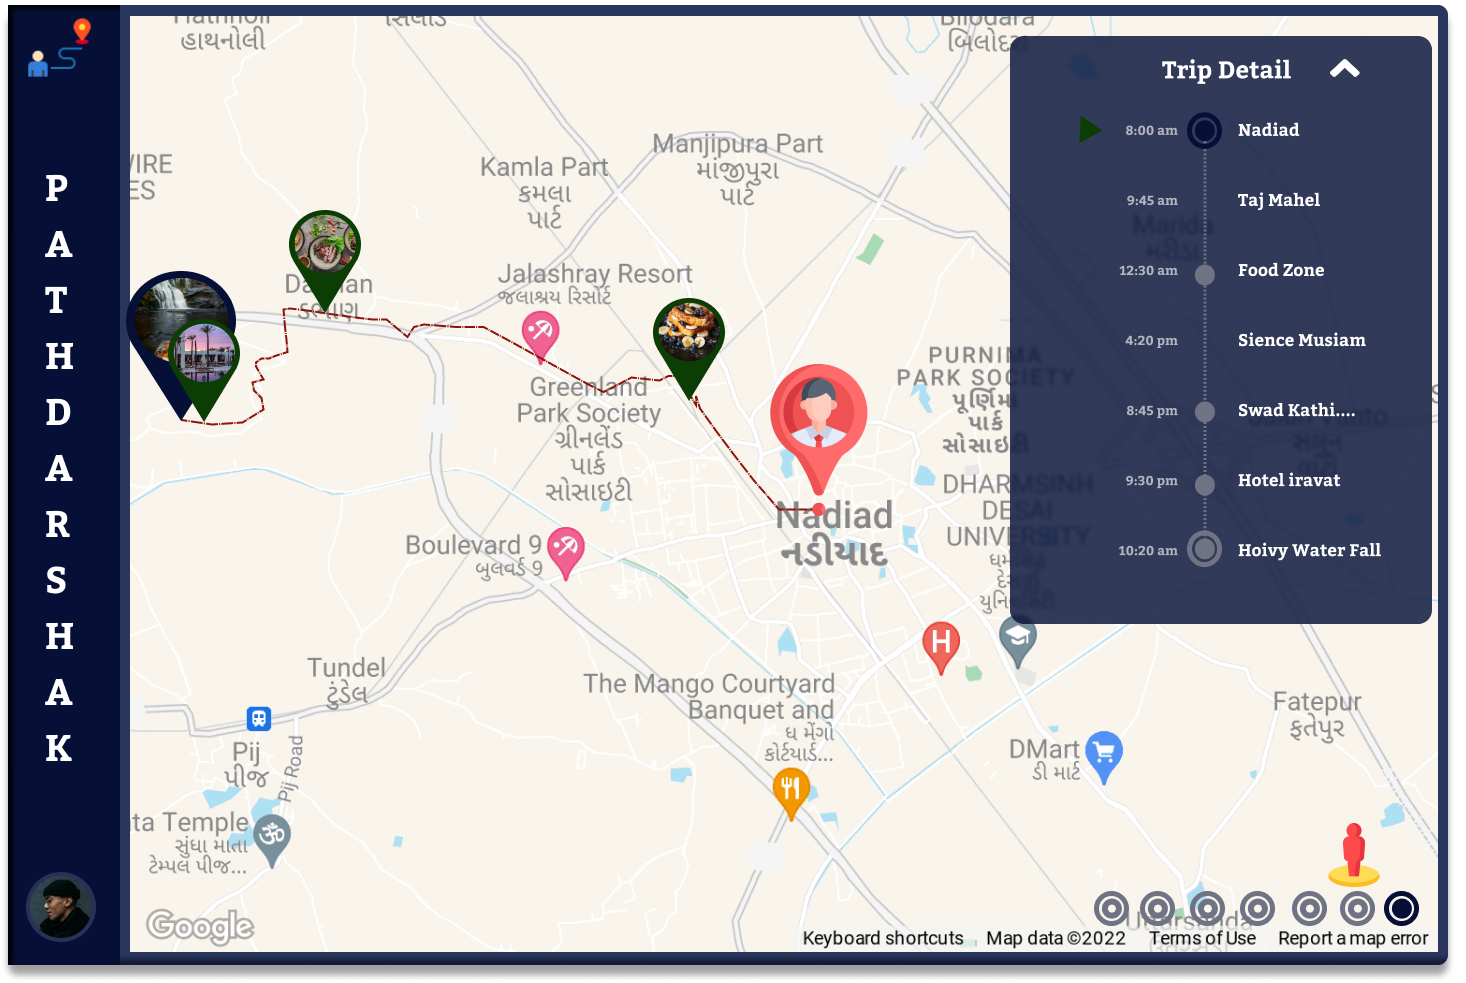 P
A
T
H
D
A
R
S
H
A
K
હાથનોલી
સિલોડ
Bilodara
બિલોદરા
Manjipura Part
માંજીપુરા
પાર્ટ
Kamla Part
કમલા
પાર્ટ
Jalashray Resort
જલાશ્રય રિસોર્ટ
Greenland
Park Society
ગ્રીનલેંડ
પાર્ક
સોસાઇટી
PURNIMA
PARK SOCIETY
પૂર્ણિમા
પાર્ક
સોસાઇટી
DHARMSINH
DESAI
UNIVERSITY
Nadiad
નડીયાદ
Boulevard 9
બુલવર્ડ 9
Tundel
ટુંડેલ
The Mango Courtyard
Banquet and
ધ મેંગો
કોર્ટયાર્ડ...
Pij
પીજ
Pij Road
ta Temple
સુંધા માતા
ટેમ્પલ પીજ...
H
DMart
ડી માર્ટ
Fatepur
ફતેપુર
Uttarsanda
Google
Keyboard shortcuts Map data ©2022 Terms of Use Report a map error
Trip Detail
8:00 am Nadiad
9:45 am Taj Mahel
12:30 am Food Zone
4:20 pm Sience Musiam
8:45 pm Swad Kathi....
9:30 pm Hotel iravat
10:20 am Hoivy Water Fall